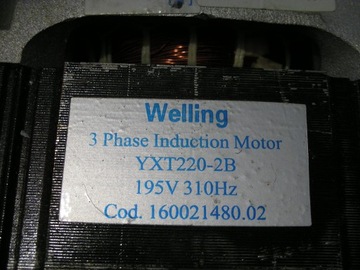 Welling
3 Phase Induction Motor
YXT220-2B
195V 310Hz
Cod. 160021480.02